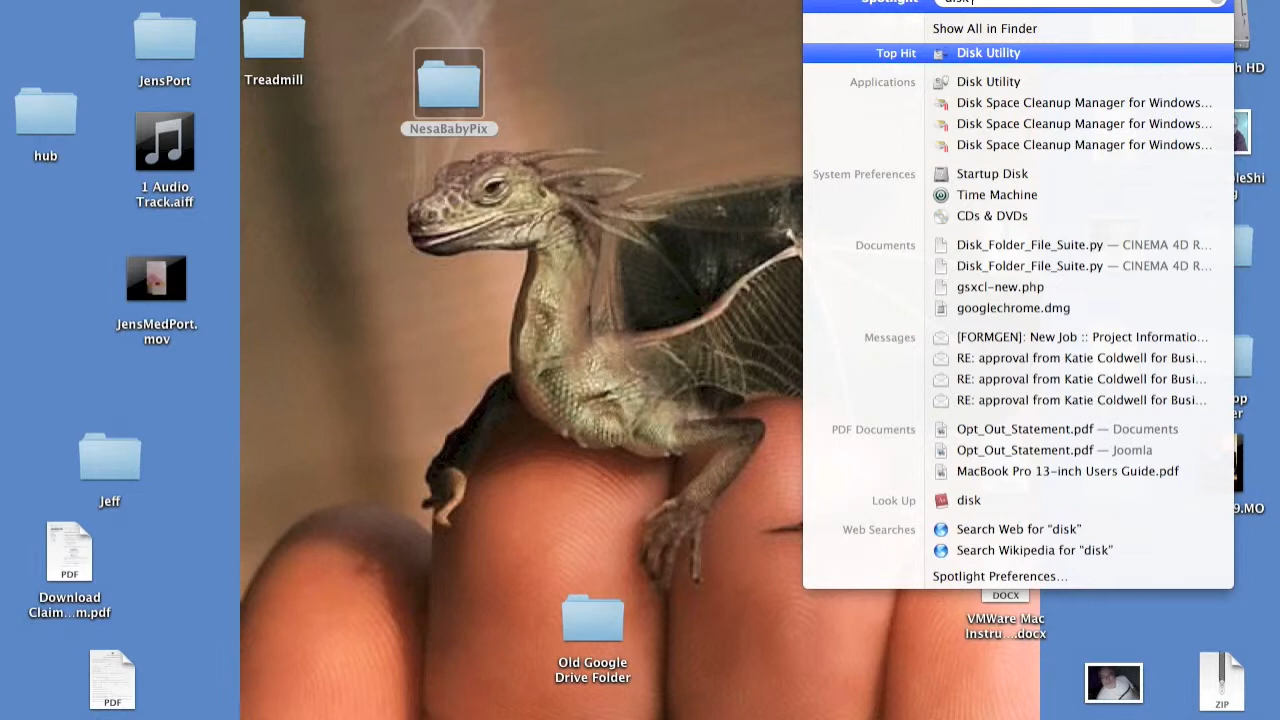 Spotlight
disk
Show All in Finder
Top Hit
Disk Utility
Applications
Disk Utility
Disk Space Cleanup Manager for Windows...
Disk Space Cleanup Manager for Windows...
Disk Space Cleanup Manager for Windows...
System Preferences
Startup Disk
Time Machine
CDs & DVDs
Documents
Disk_Folder_File_Suite.py — CINEMA 4D R...
Disk_Folder_File_Suite.py — CINEMA 4D R...
gsxcl-new.php
googlechrome.dmg
Messages
[FORMGEN]: New Job :: Project Informatio...
RE: approval from Katie Coldwell for Busi...
RE: approval from Katie Coldwell for Busi...
RE: approval from Katie Coldwell for Busi...
PDF Documents
Opt_Out_Statement.pdf — Documents
Opt_Out_Statement.pdf — Joomla
MacBook Pro 13-inch Users Guide.pdf
Look Up
disk
Web Searches
Search Web for "disk"
Search Wikipedia for "disk"
Spotlight Preferences...
JensPort
Treadmill
NesaBabyPix
hub
1 Audio
Track.aiff
JensMedPort.
mov
Jeff
PDF
Download
Claim...m.pdf
PDF
Old Google
Drive Folder
DOCX
VMWare Mac
Instru....docx
ZIP
HD
9.MO